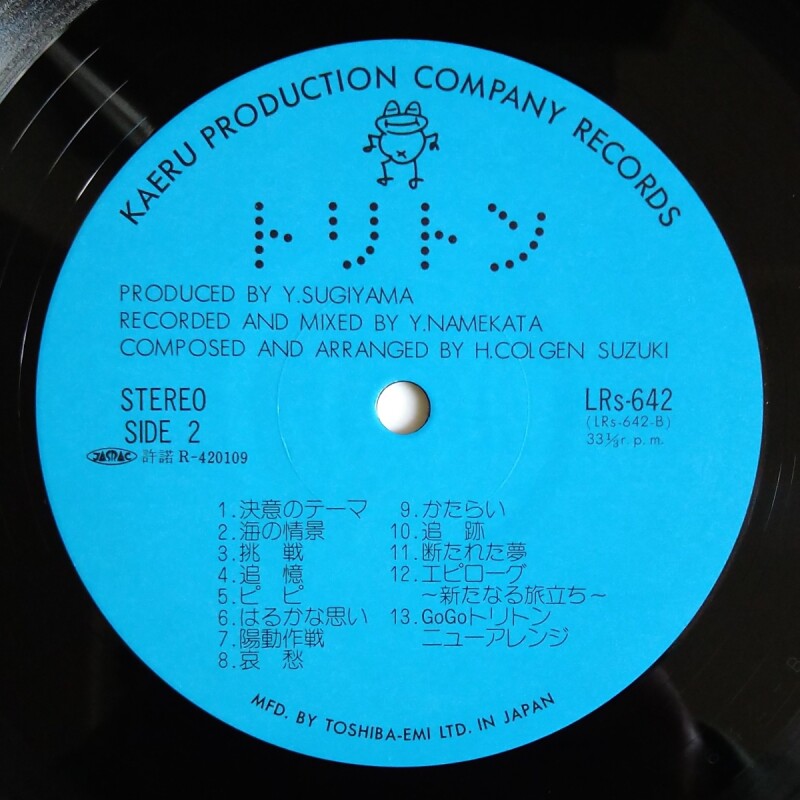 KAERU PRODUCTION COMPANY RECORDS
トリトン
PRODUCED BY Y.SUGIYAMA
RECORDED AND MIXED BY Y.NAMEKATA
COMPOSED AND ARRANGED BY H.COLGEN SUZUKI
STEREO
SIDE 2
JASRAC 許諾 R-420109
LRs-642
(LRs-642-B)
33⅓r.p.m.
1.決意のテーマ
2.海の情景
3.挑 戦
4.追 憶
5.ピ ピ
6.はるかな思い
7.陽動作戦
8.哀 愁
9.かたらい
10.追 跡
11.断たれた夢
12.エピローグ
～新たなる旅立ち～
13.GoGoトリトン
ニューアレンジ
MFD. BY TOSHIBA-EMI LTD. IN JAPAN